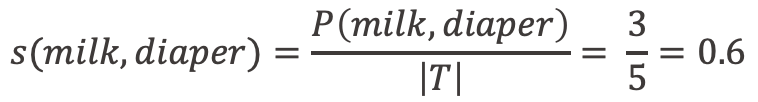 s(milk, diaper) = P(milk, diaper) / |T| = 3/5 = 0.6